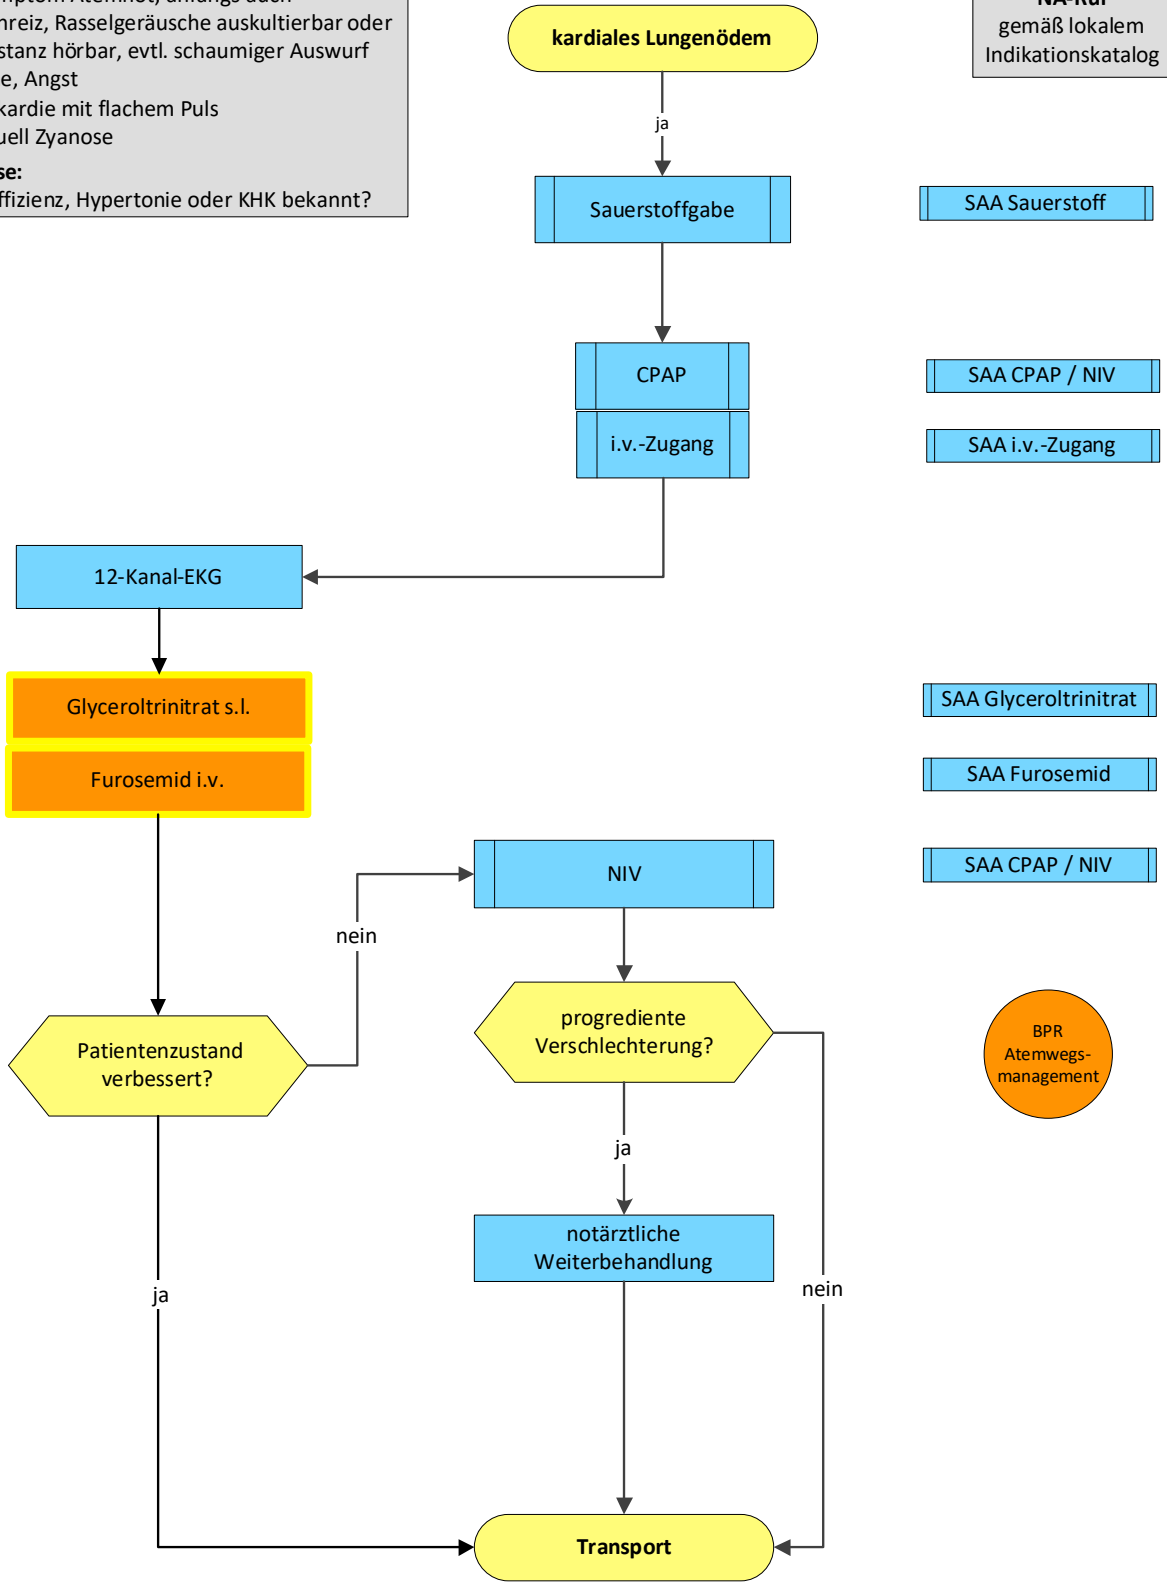 nreiz, Rasselgeräusche auskultierbar oder
stanz hörbar, evtl. schaumiger Auswurf
e, Angst
kardie mit flachem Puls
uell Zyanose
se:
ffizienz, Hypertonie oder KHK bekannt?
kardiales Lungenödem
gemäß lokalem
Indikationskatalog
ja
Sauerstoffgabe
SAA Sauerstoff
CPAP
SAA CPAP / NIV
i.v.-Zugang
SAA i.v.-Zugang
12-Kanal-EKG
Glyceroltrinitrat s.l.
SAA Glyceroltrinitrat
Furosemid i.v.
SAA Furosemid
NIV
SAA CPAP / NIV
nein
Patientenzustand
verbessert?
progrediente
Verschlechterung?
BPR
Atemwegs-
management
ja
notärztliche
Weiterbehandlung
ja
nein
Transport